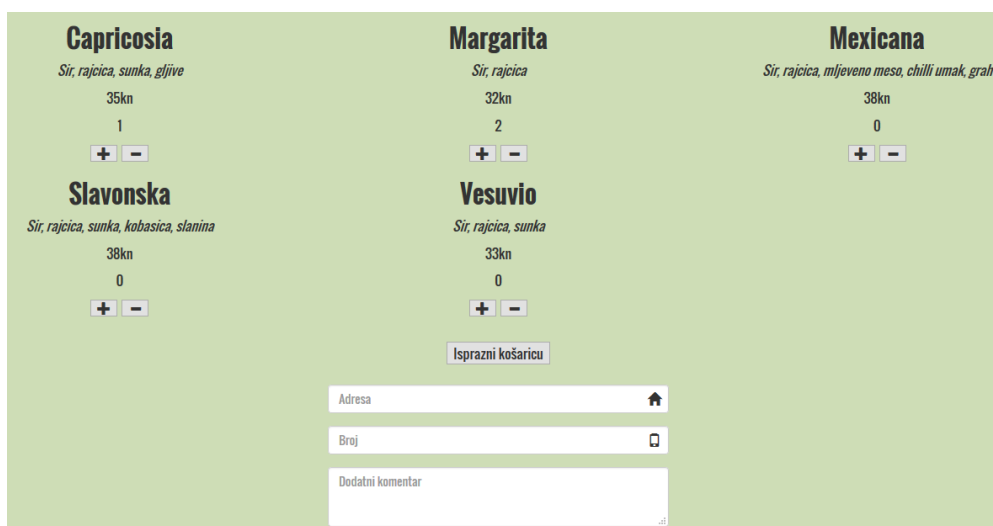 Capricosia
Sir, rajcica, sunka, gljive
35kn
1
Margarita
Sir, rajcica
32kn
2
Mexicana
Sir, rajcica, mljeveno meso, chilli umak, grah
38kn
0
Slavonska
Sir, rajcica, sunka, kobasica, slanina
38kn
0
Vesuvio
Sir, rajcica, sunka
33kn
0
Isprazni košaricu
Adresa
Broj
Dodatni komentar